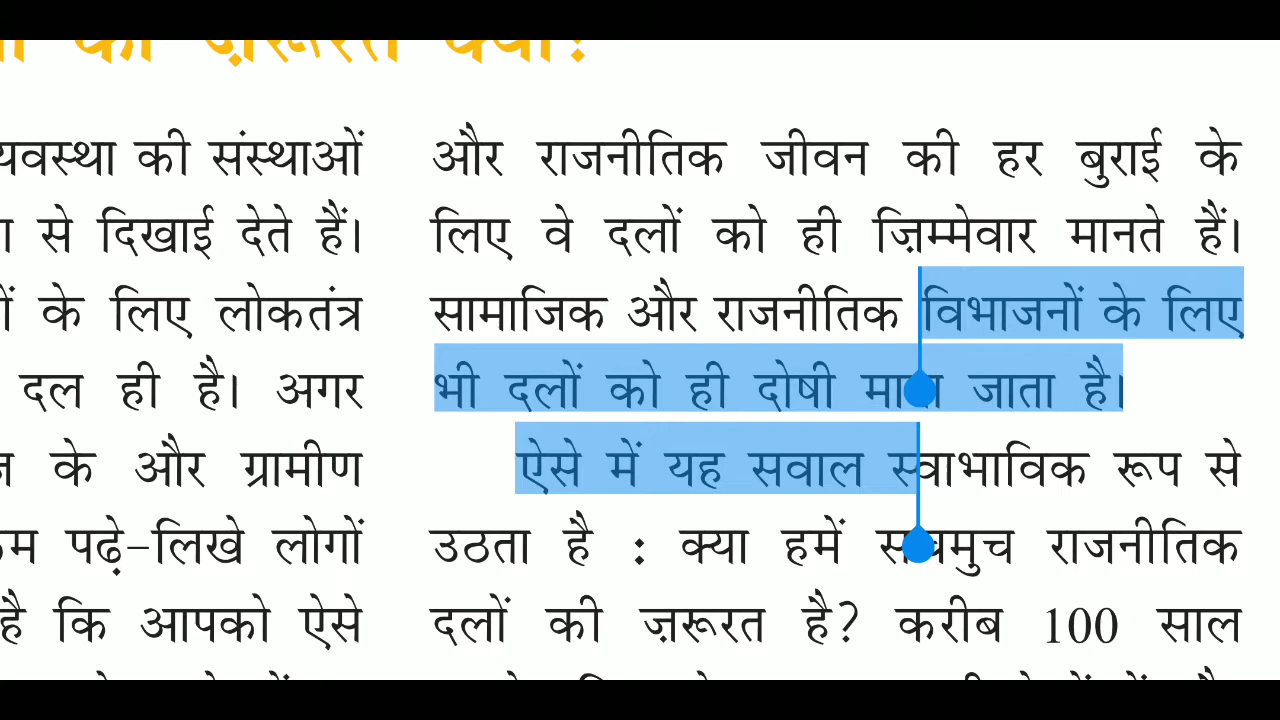 की ज़रूरत क्यों?
की संस्थाओं
से दिखाई देते हैं।
के लिए लोकतंत्र
दल ही है। अगर
के और ग्रामीण
पढ़े-लिखे लोगों
है कि आपको ऐसे
और राजनीतिक जीवन की हर बुराई के
लिए वे दलों को ही ज़िम्मेवार मानते हैं।
सामाजिक और राजनीतिक विभाजनों के लिए
भी दलों को ही दोषी माना जाता है।
ऐसे में यह सवाल स्वाभाविक रूप से
उठता है : क्या हमें सचमुच राजनीतिक
दलों की ज़रूरत है? करीब 100 साल